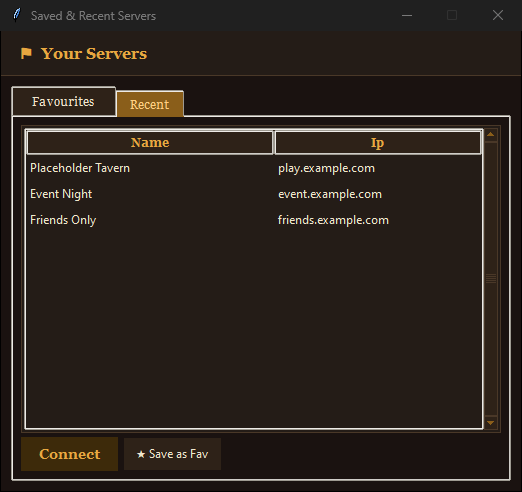 Saved & Recent Servers
⚑ Your Servers
Favourites Recent
Name Ip
Placeholder Tavern play.example.com
Event Night event.example.com
Friends Only friends.example.com
Connect ★ Save as Fav